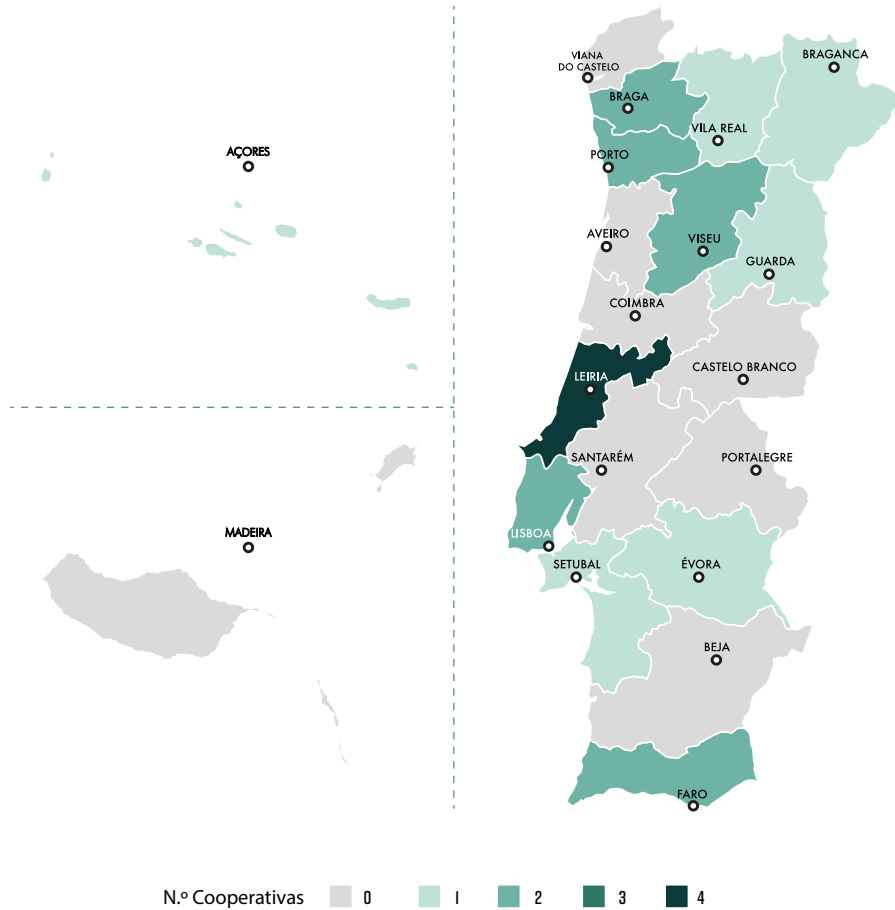 VIANA
DO CASTELO
BRAGANCA
BRAGA
VILA REAL
AÇORES
PORTO
AVEIRO
VISEU
GUARDA
COIMBRA
LEIRIA
CASTELO BRANCO
SANTARÉM
PORTALEGRE
MADEIRA
LISBOA
SETUBAL
ÉVORA
BEJA
FARO
N.º Cooperativas 0 1 2 3 4